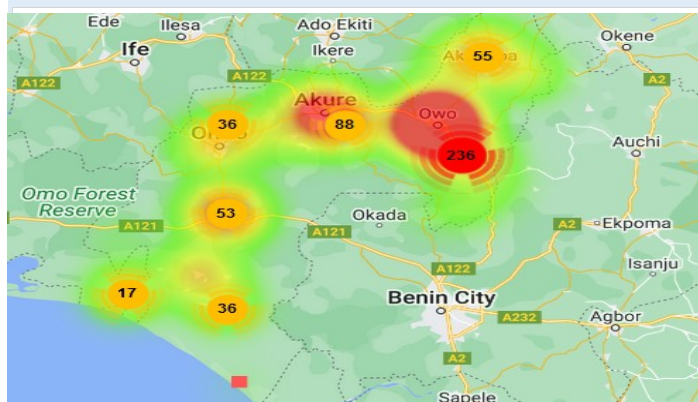 Ede
Ilesa
Ado Ekiti
Okene
55
Ife
Ikere
A122
A2
A122
Akure
36
88
Owo
236
Auchi
Omo Forest
Reserve
53
Okada
A2
Ekpoma
A121
A121
Isanju
A122
17
36
Benin City
A232
Agbor
A2
Sapele